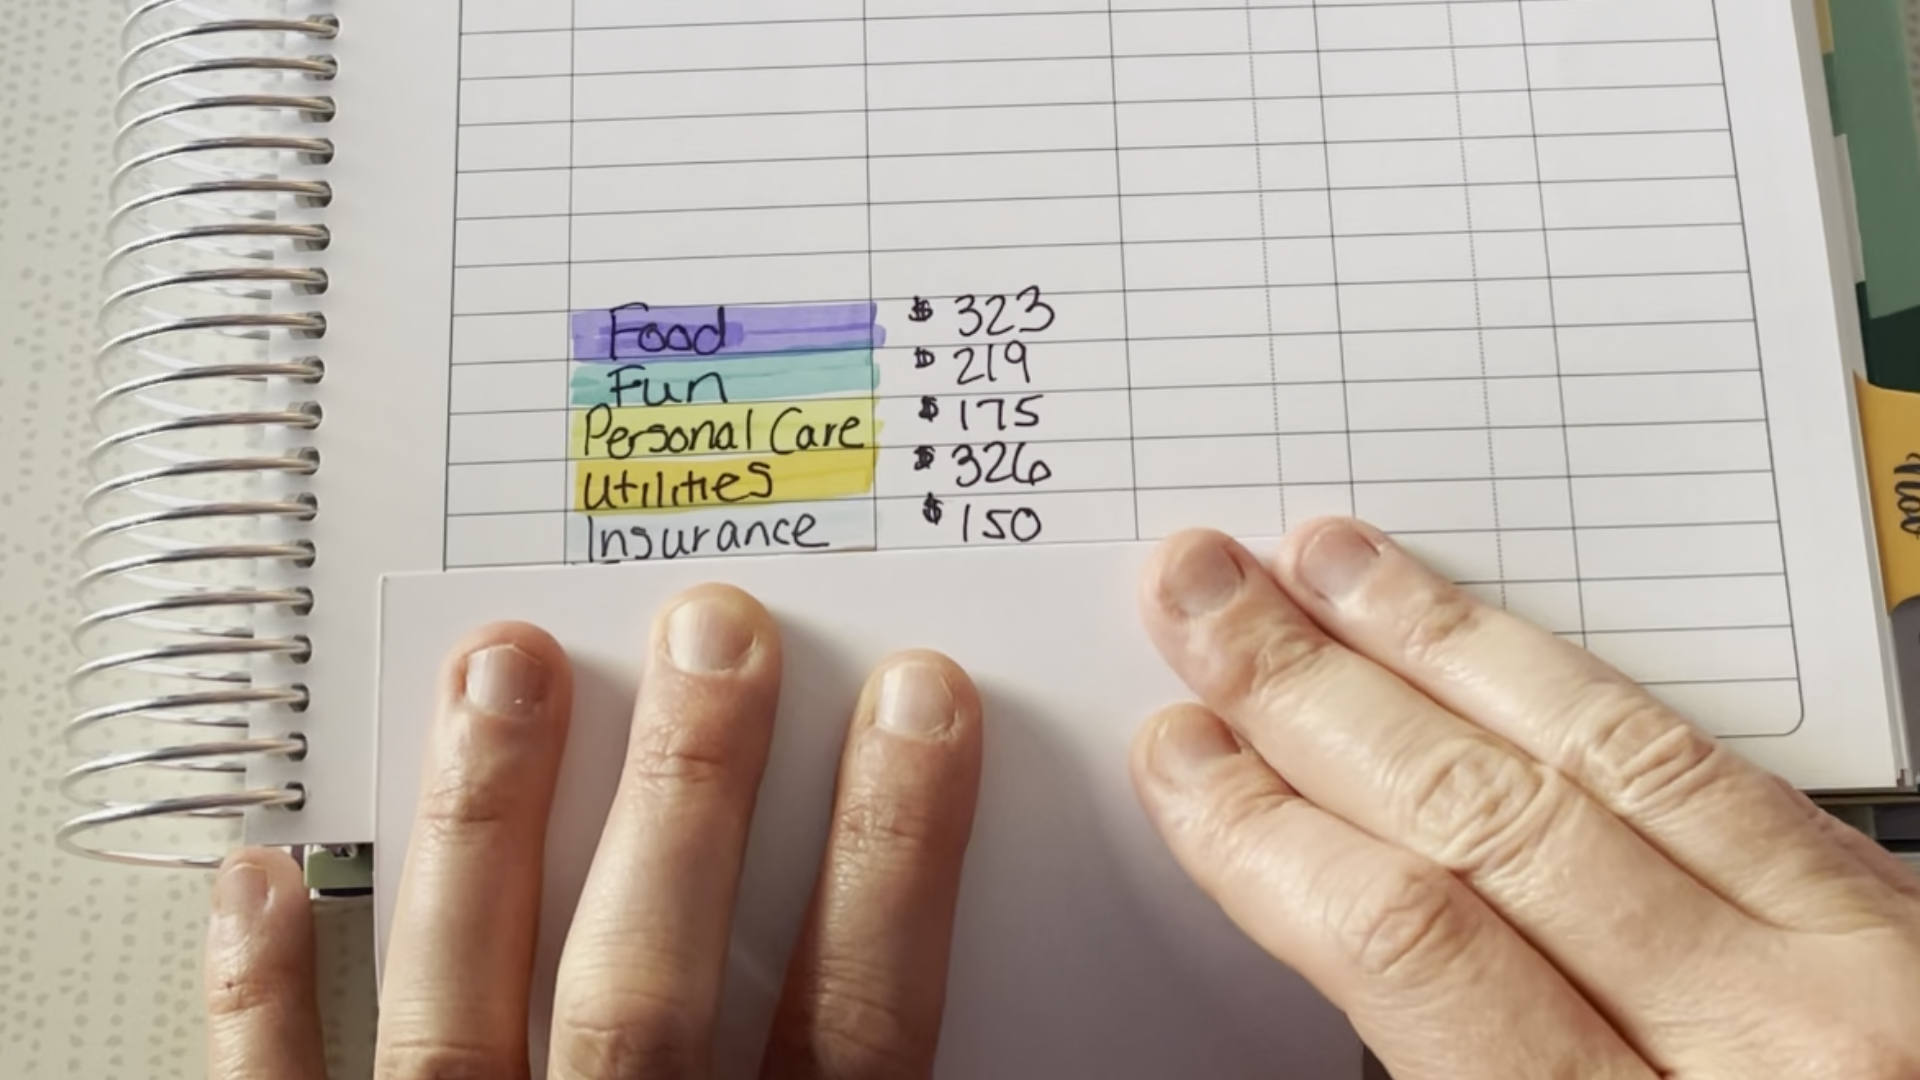 Food $ 323
Fun $ 219
Personal Care $ 175
Utilities $ 326
Insurance $ 150